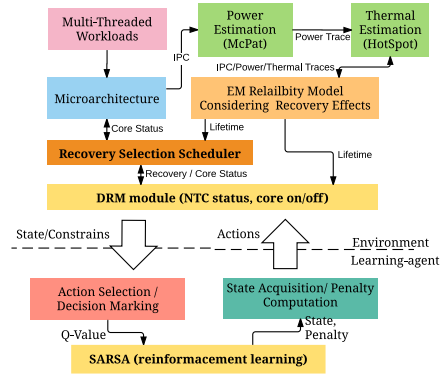 Multi-Threaded
Workloads
Power
Estimation
(McPat)
Thermal
Estimation
(HotSpot)
Power Trace
IPC
IPC/Power/Thermal Traces
Microarchitecture
EM Relailbity Model
Considering Recovery Effects
Core Status
Lifetime
Recovery Selection Scheduler
Lifetime
Recovery / Core Status
DRM module (NTC status, core on/off)
State/Constrains
Actions
Environment
Learning-agent
Action Selection /
Decision Marking
State Acquisition/ Penalty
Computation
Q-Value
State,
Penalty
SARSA (reinformacement learning)